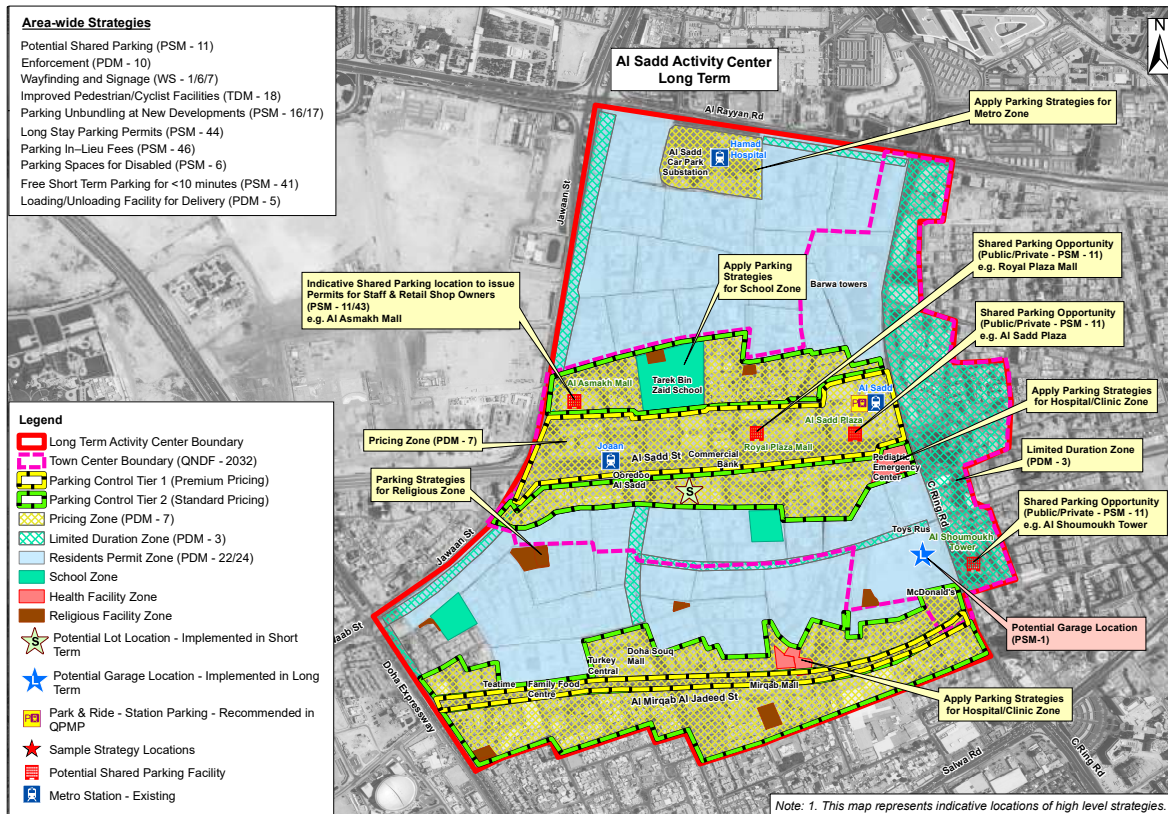 Area-wide Strategies
Potential Shared Parking (PSM - 11)
Enforcement (PDM - 10)
Wayfinding and Signage (WS - 1/6/7)
Improved Pedestrian/Cyclist Facilities (TDM - 18)
Parking Unbundling at New Developments (PSM - 16/17)
Long Stay Parking Permits (PSM - 44)
Parking In–Lieu Fees (PSM - 46)
Parking Spaces for Disabled (PSM - 6)
Free Short Term Parking for <10 minutes (PSM - 41)
Loading/Unloading Facility for Delivery (PDM - 5)
Al Sadd Activity Center
Long Term
N
Al Rayyan Rd
Apply Parking Strategies for
Metro Zone
Hamad
Hospital
Al Sadd
Car Park
Substation
Jawaan St
Shared Parking Opportunity
(Public/Private - PSM - 11)
e.g. Royal Plaza Mall
Apply Parking
Strategies
for School Zone
Indicative Shared Parking location to issue
Permits for Staff & Retail Shop Owners
(PSM - 11/43)
e.g. Al Asmakh Mall
Barwa towers
Shared Parking Opportunity
(Public/Private - PSM - 11)
e.g. Al Sadd Plaza
Al Asmakh Mall
Tarek Bin
Zaid School
Al Sadd
P
Apply Parking Strategies
for Hospital/Clinic Zone
Al Sadd Plaza
Royal Plaza Mall
Pricing Zone (PDM - 7)
Joaan
Al Sadd St
Commercial
Bank
Pediatric
Emergency
Center
Limited Duration Zone
(PDM - 3)
Ooredoo
Al Sadd
S
Parking Strategies
for Religious Zone
C Ring Rd
Shared Parking Opportunity
(Public/Private - PSM - 11)
e.g. Al Shoumoukh Tower
Toys Rus
Al Shoumoukh
Tower
Jawaan St
L
McDonald's
Potential Garage Location
(PSM-1)
Doha Expressway
Doha Souq
Mall
Turkey
Central
Teatime
Family Food
Centre
Mirqab Mall
Al Mirqab Al Jadeed St
Apply Parking Strategies
for Hospital/Clinic Zone
Salwa Rd
C Ring Rd
Legend
Long Term Activity Center Boundary
Town Center Boundary (QNDF - 2032)
Parking Control Tier 1 (Premium Pricing)
Parking Control Tier 2 (Standard Pricing)
Pricing Zone (PDM - 7)
Limited Duration Zone (PDM - 3)
Residents Permit Zone (PDM - 22/24)
School Zone
Health Facility Zone
Religious Facility Zone
S
Potential Lot Location - Implemented in Short
Term
L
Potential Garage Location - Implemented in Long
Term
P
Park & Ride - Station Parking - Recommended in
QPMP
Sample Strategy Locations
Potential Shared Parking Facility
Metro Station - Existing
Note: 1. This map represents indicative locations of high level strategies.